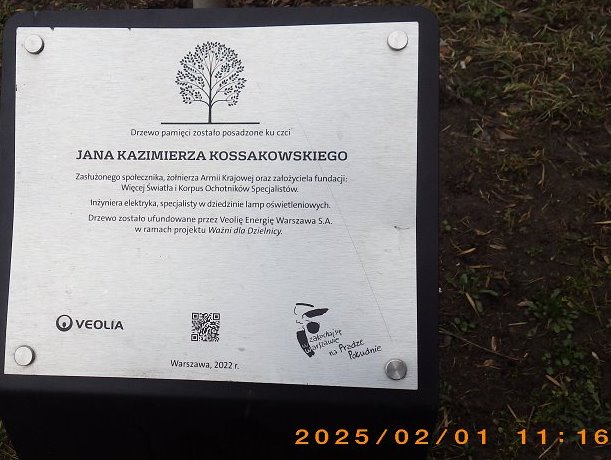 Drzewo pamięci zostało posadzone ku czci
JANA KAZIMIERZA KOSSAKOWSKIEGO
Zasłużonego społecznika, żołnierza Armii Krajowej oraz założyciela fundacji:
Więcej Światła i Korpus Ochotników Specjalistów.
Inżyniera elektryka, specjalisty w dziedzinie lamp oświetleniowych.
Drzewo zostało ufundowane przez Veolię Energię Warszawa S.A.
w ramach projektu Ważni dla Dzielnicy.
VEOLIA
zakochaj się
w Warszawie
na Pradze
Południe
Warszawa, 2022 r.
2025/02/01 11:16